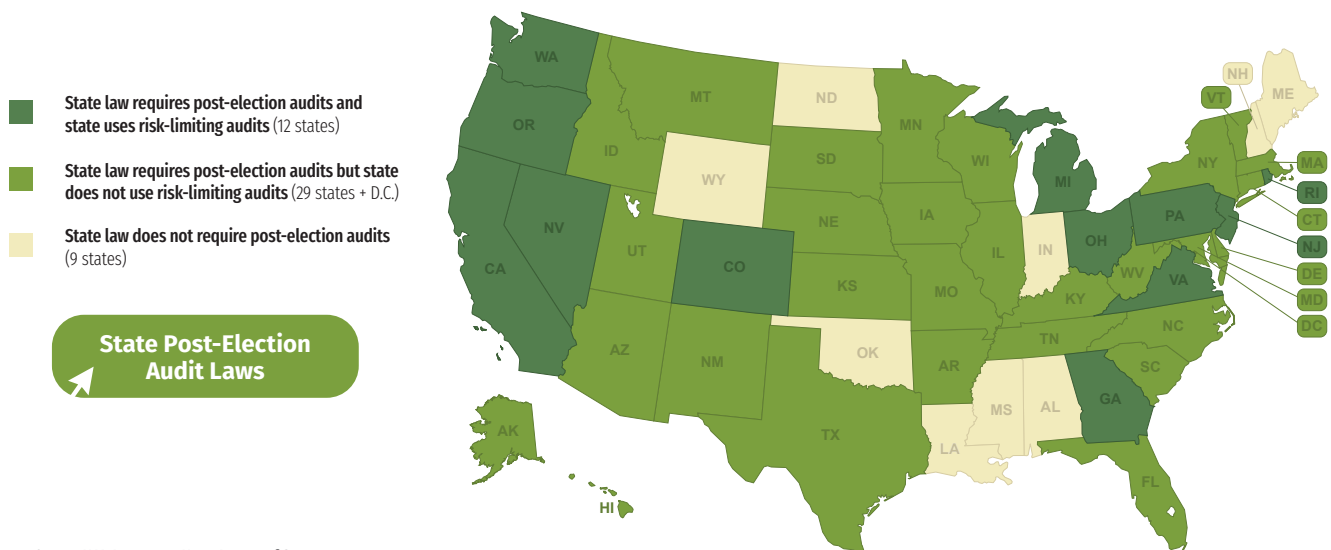 State law requires post-election audits and
state uses risk-limiting audits (12 states)
State law requires post-election audits but state
does not use risk-limiting audits (29 states + D.C.)
State law does not require post-election audits
(9 states)
State Post-Election
Audit Laws
WA
OR
CA
NV
ID
MT
WY
UT
CO
AZ
NM
ND
SD
NE
KS
OK
TX
MN
IA
MO
AR
LA
WI
IL
MI
IN
OH
KY
TN
MS
AL
GA
FL
SC
NC
VA
WV
PA
NY
VT
NH
ME
MA
RI
CT
NJ
DE
MD
DC
AK
HI